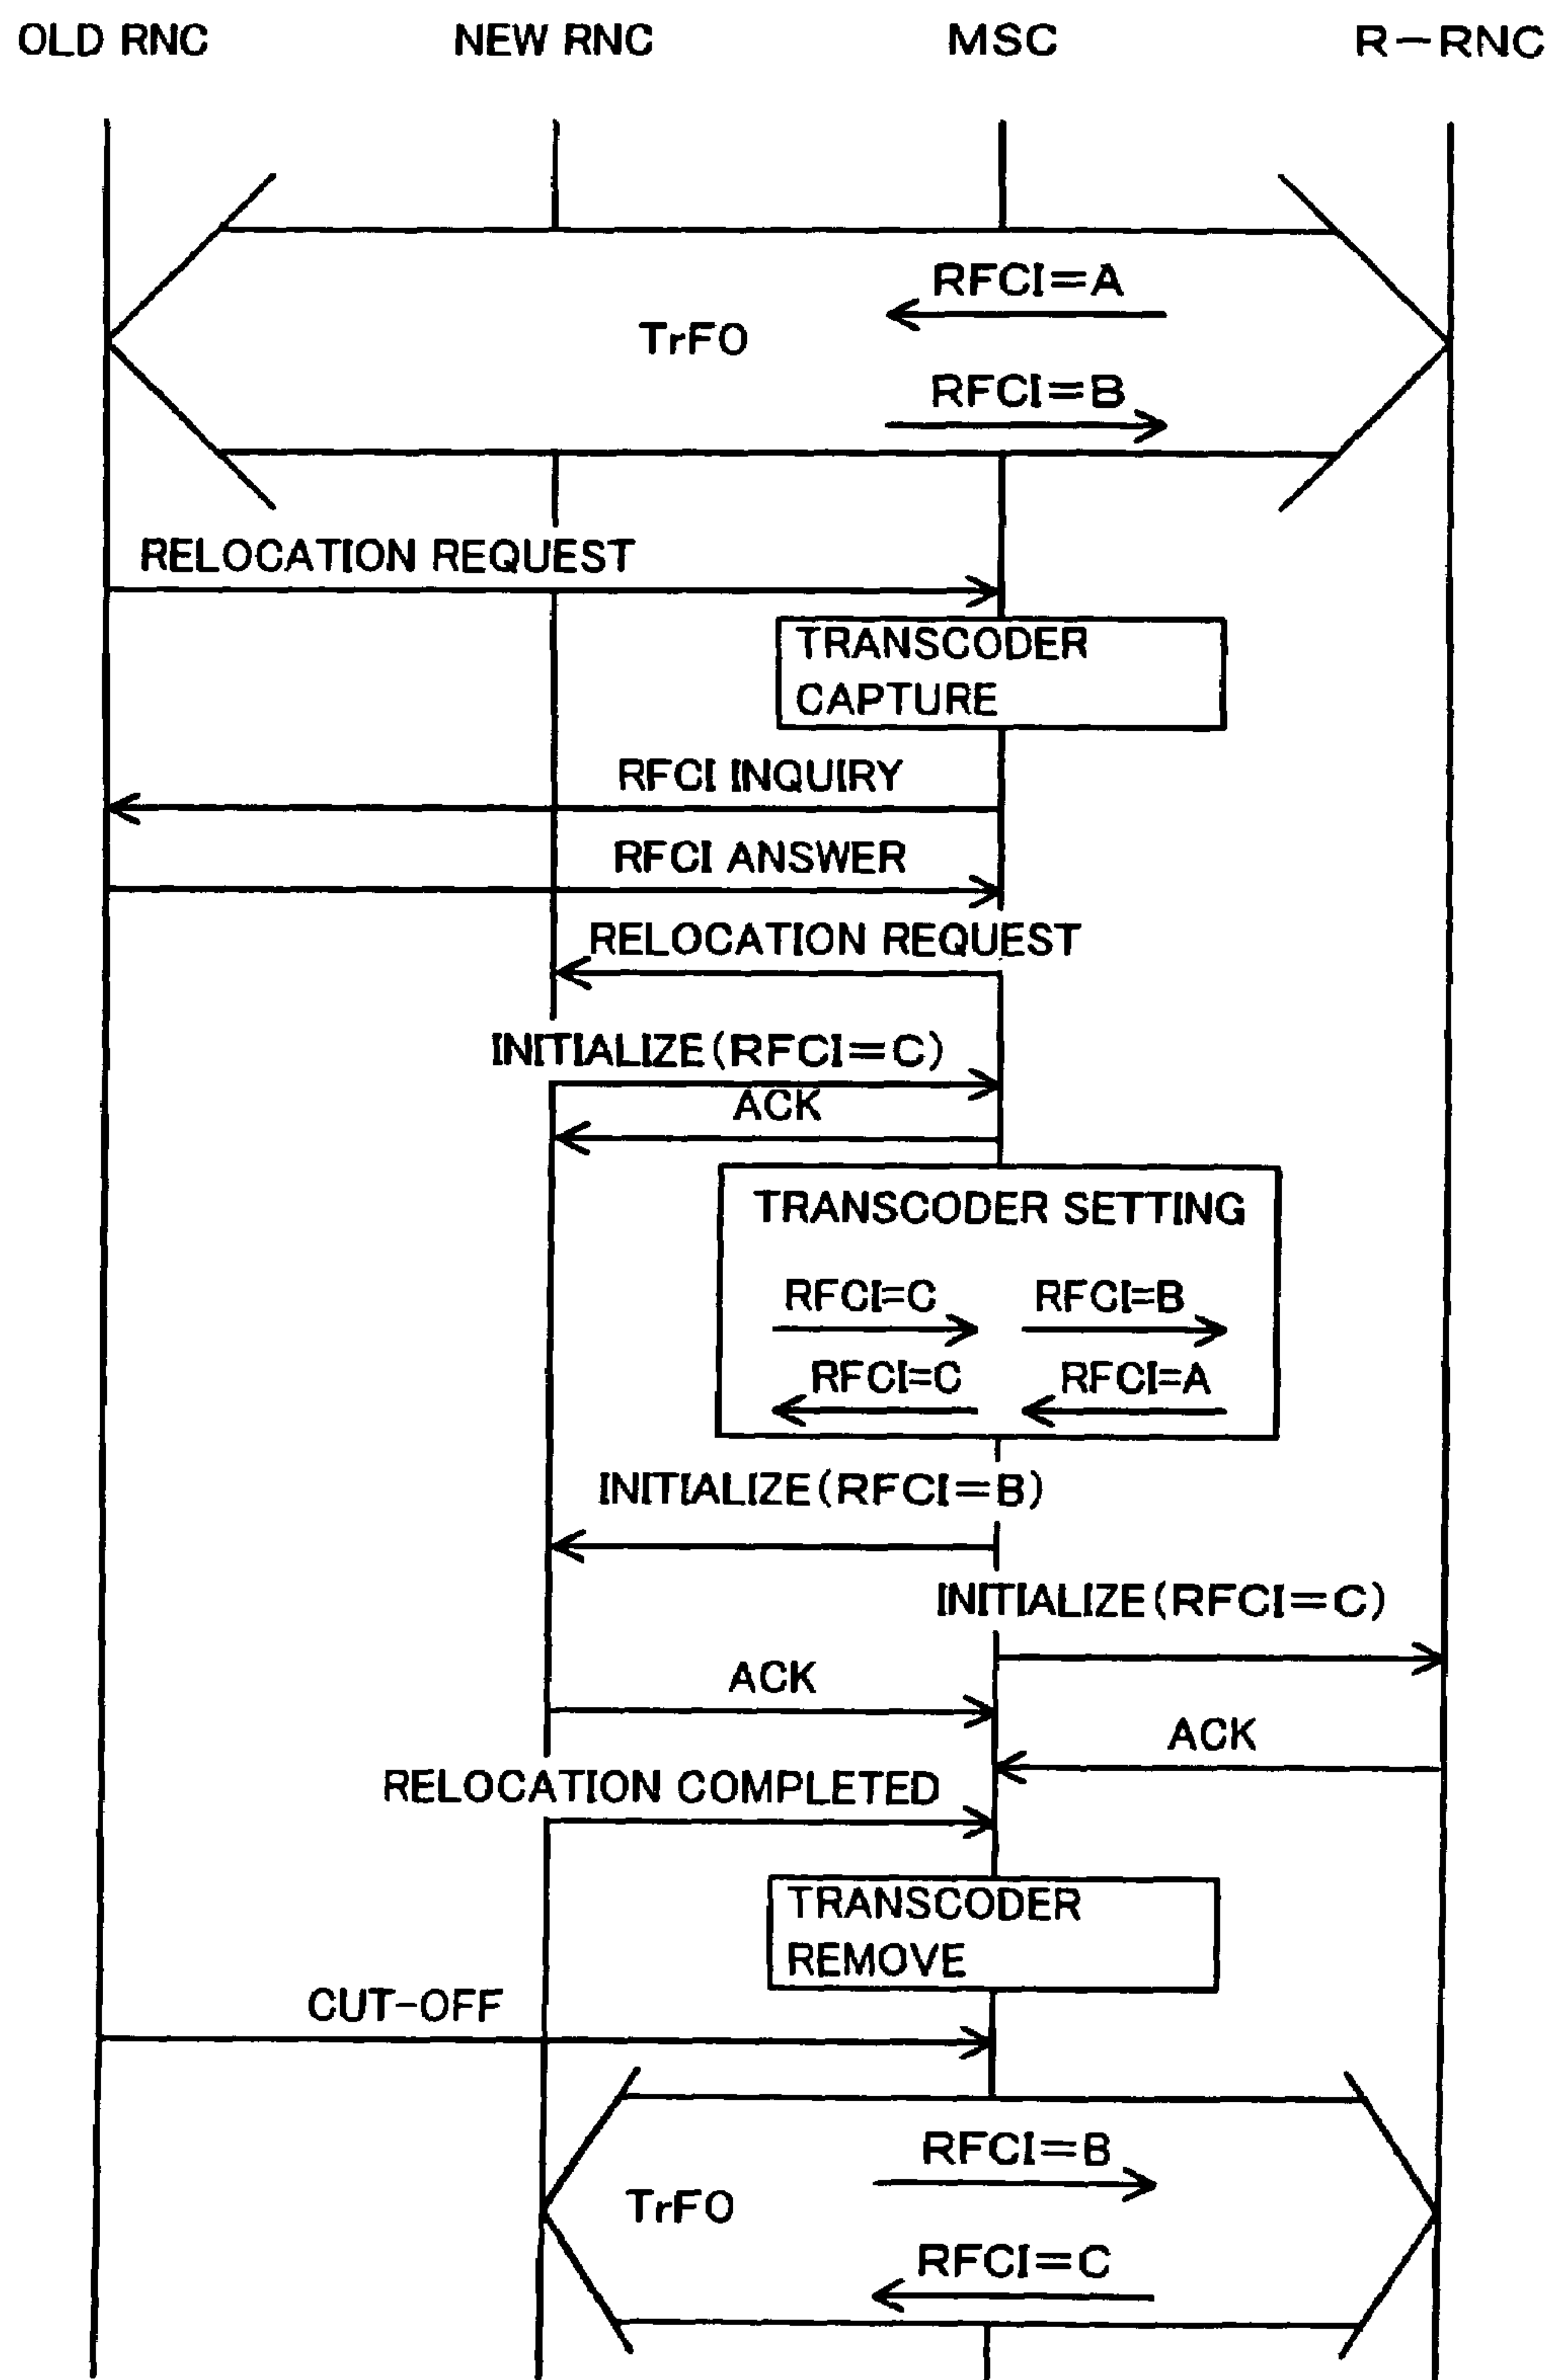 OLD RNC NEW RNC MSC R-RNC
RFCI=A
TrFO
RFCI=B
RELOCATION REQUEST
TRANSCODER
CAPTURE
RFCI INQUIRY
RFCI ANSWER
RELOCATION REQUEST
INITIALIZE(RFCI=C)
ACK
TRANSCODER SETTING
RFCI=C RFCI=B
RFCI=C RFCI=A
INITIALIZE(RFCI=B)
INITIALIZE(RFCI=C)
ACK
ACK
RELOCATION COMPLETED
TRANSCODER
REMOVE
CUT-OFF
RFCI=B
TrFO
RFCI=C